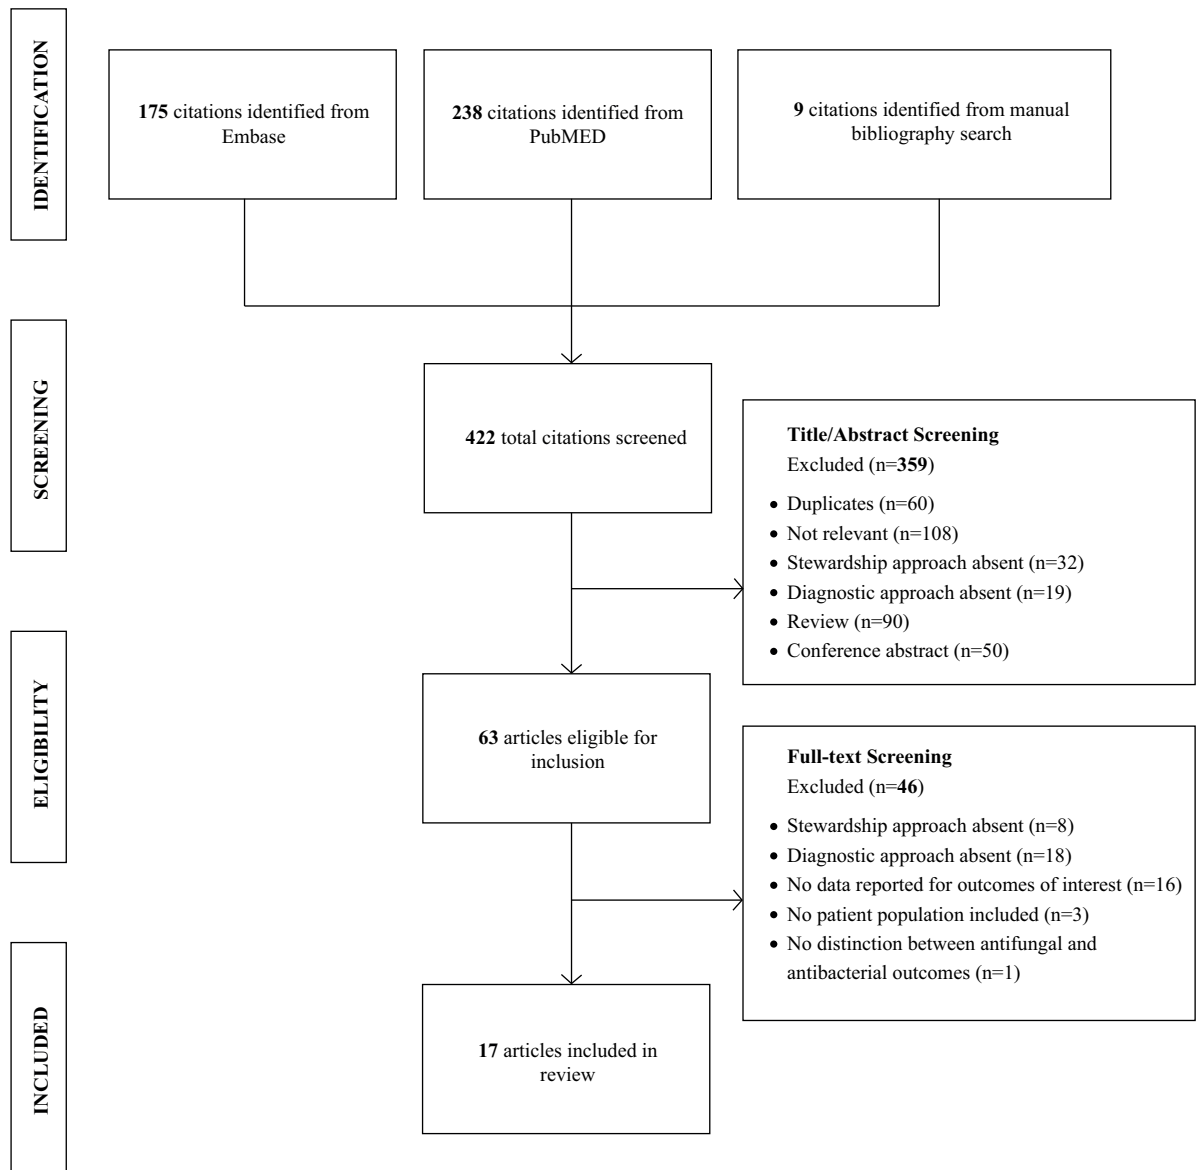 IDENTIFICATION
175 citations identified from
Embase
238 citations identified from
PubMED
9 citations identified from manual
bibliography search
SCREENING
422 total citations screened
Title/Abstract Screening
Excluded (n=359)
• Duplicates (n=60)
• Not relevant (n=108)
• Stewardship approach absent (n=32)
• Diagnostic approach absent (n=19)
• Review (n=90)
• Conference abstract (n=50)
ELIGIBILITY
63 articles eligible for
inclusion
Full-text Screening
Excluded (n=46)
• Stewardship approach absent (n=8)
• Diagnostic approach absent (n=18)
• No data reported for outcomes of interest (n=16)
• No patient population included (n=3)
• No distinction between antifungal and
antibacterial outcomes (n=1)
INCLUDED
17 articles included in
review